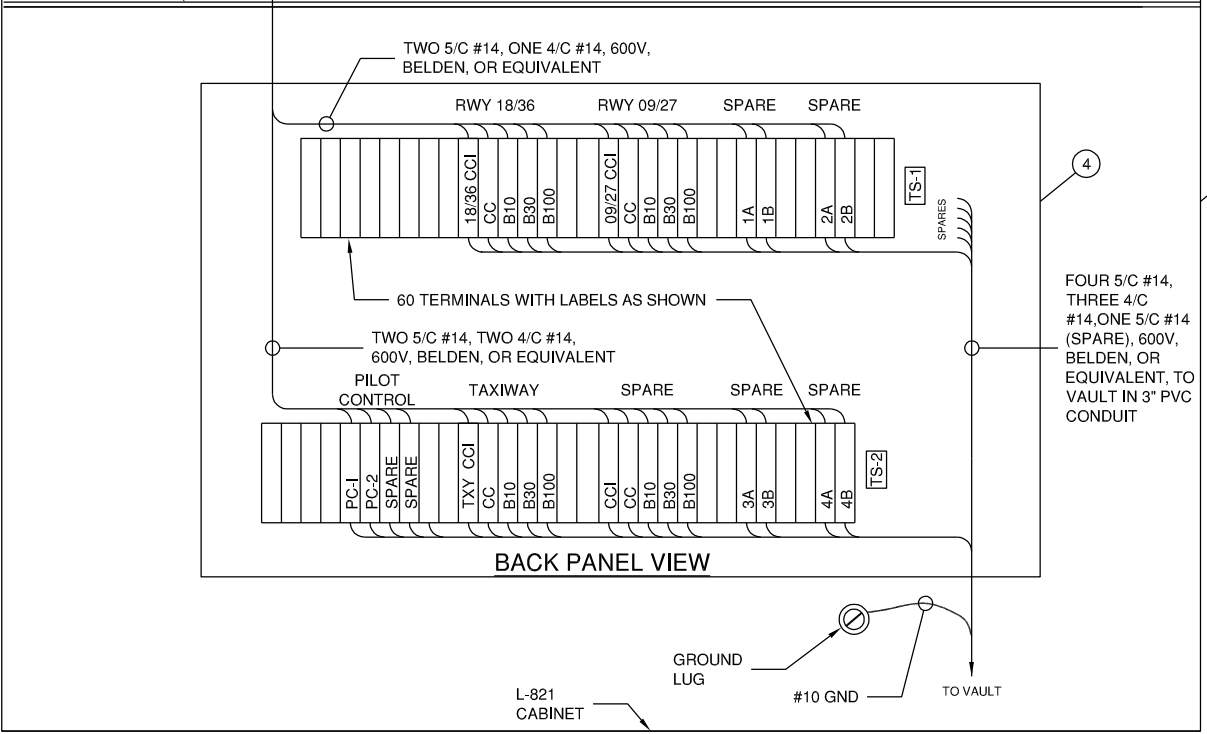 TWO 5/C #14, ONE 4/C #14, 600V,
BELDEN, OR EQUIVALENT
RWY 18/36
RWY 09/27
SPARE
SPARE
18/36 CCI
CC
B10
B30
B100
09/27 CCI
CC
B10
B30
B100
1A
1B
2A
2B
TS-1
SPARES
4
60 TERMINALS WITH LABELS AS SHOWN
FOUR 5/C #14,
THREE 4/C
#14,ONE 5/C #14
(SPARE), 600V,
BELDEN, OR
EQUIVALENT, TO
VAULT IN 3" PVC
CONDUIT
TWO 5/C #14, TWO 4/C #14,
600V, BELDEN, OR EQUIVALENT
PILOT
CONTROL
TAXIWAY
SPARE
SPARE
SPARE
PC-I
PC-2
SPARE
SPARE
TXY CCI
CC
B10
B30
B100
CCI
CC
B10
B30
B100
3A
3B
4A
4B
TS-2
BACK PANEL VIEW
GROUND
LUG
#10 GND
TO VAULT
L-821
CABINET